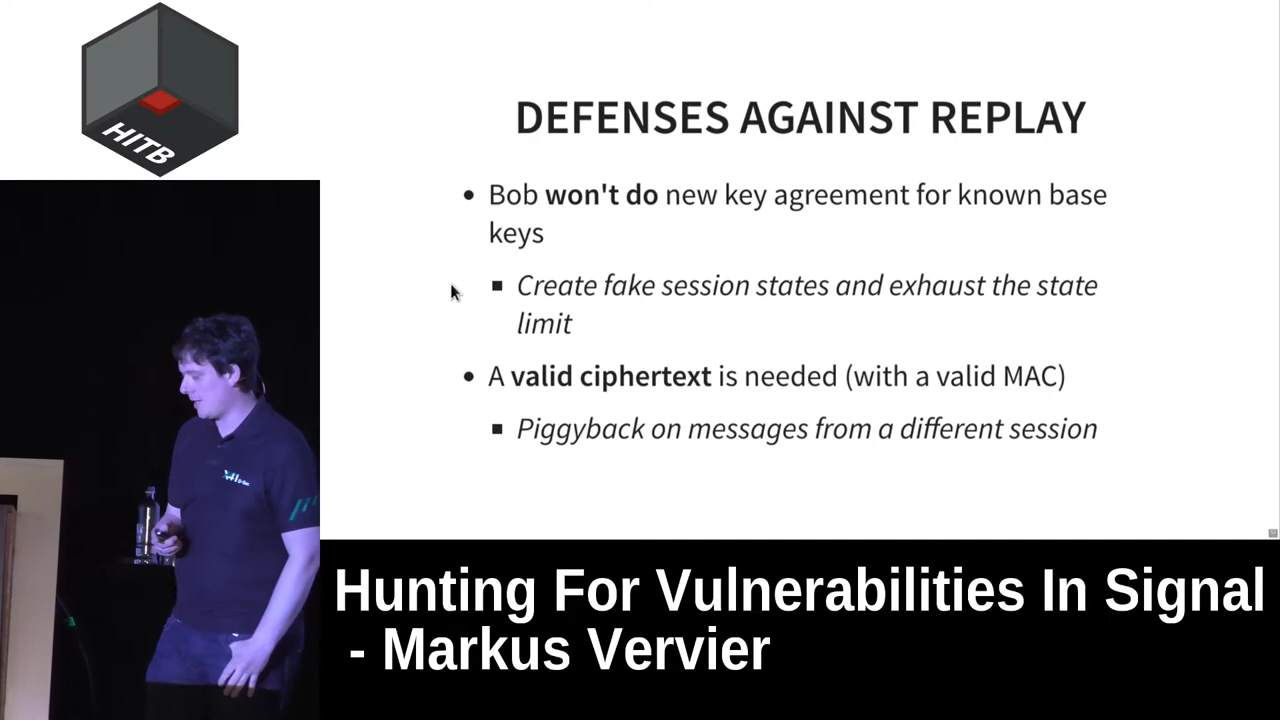 HITB
DEFENSES AGAINST REPLAY
Bob won't do new key agreement for known base
keys
Create fake session states and exhaust the state
limit
A valid ciphertext is needed (with a valid MAC)
Piggyback on messages from a different session
Hunting For Vulnerabilities In Signal
- Markus Vervier